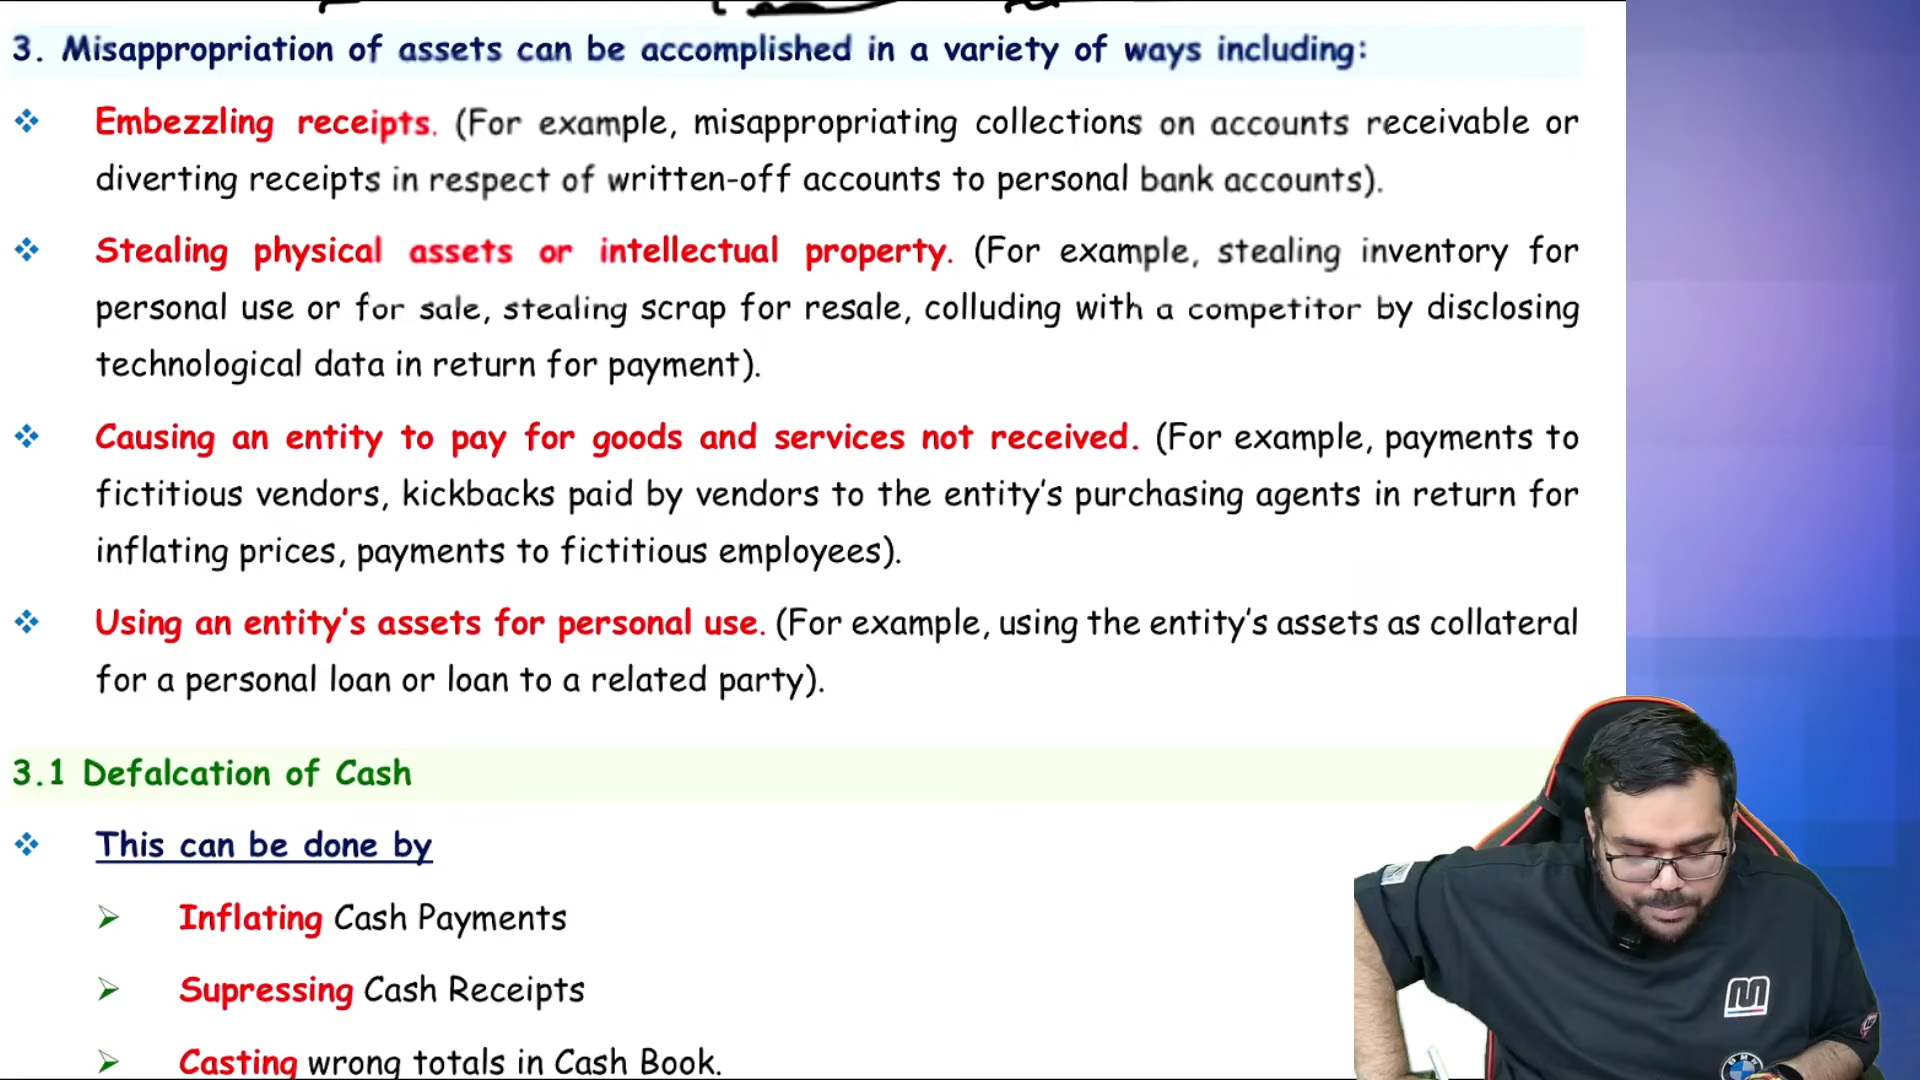 3. Misappropriation of assets can be accomplished in a variety of ways including:
Embezzling receipts. (For example, misappropriating collections on accounts receivable or
diverting receipts in respect of written-off accounts to personal bank accounts).
Stealing physical assets or intellectual property. (For example, stealing inventory for
personal use or for sale, stealing scrap for resale, colluding with a competitor by disclosing
technological data in return for payment).
Causing an entity to pay for goods and services not received. (For example, payments to
fictitious vendors, kickbacks paid by vendors to the entity's purchasing agents in return for
inflating prices, payments to fictitious employees).
Using an entity's assets for personal use. (For example, using the entity's assets as collateral
for a personal loan or loan to a related party).
3.1 Defalcation of Cash
This can be done by
Inflating Cash Payments
Supressing Cash Receipts
Casting wrong totals in Cash Book.
BMW